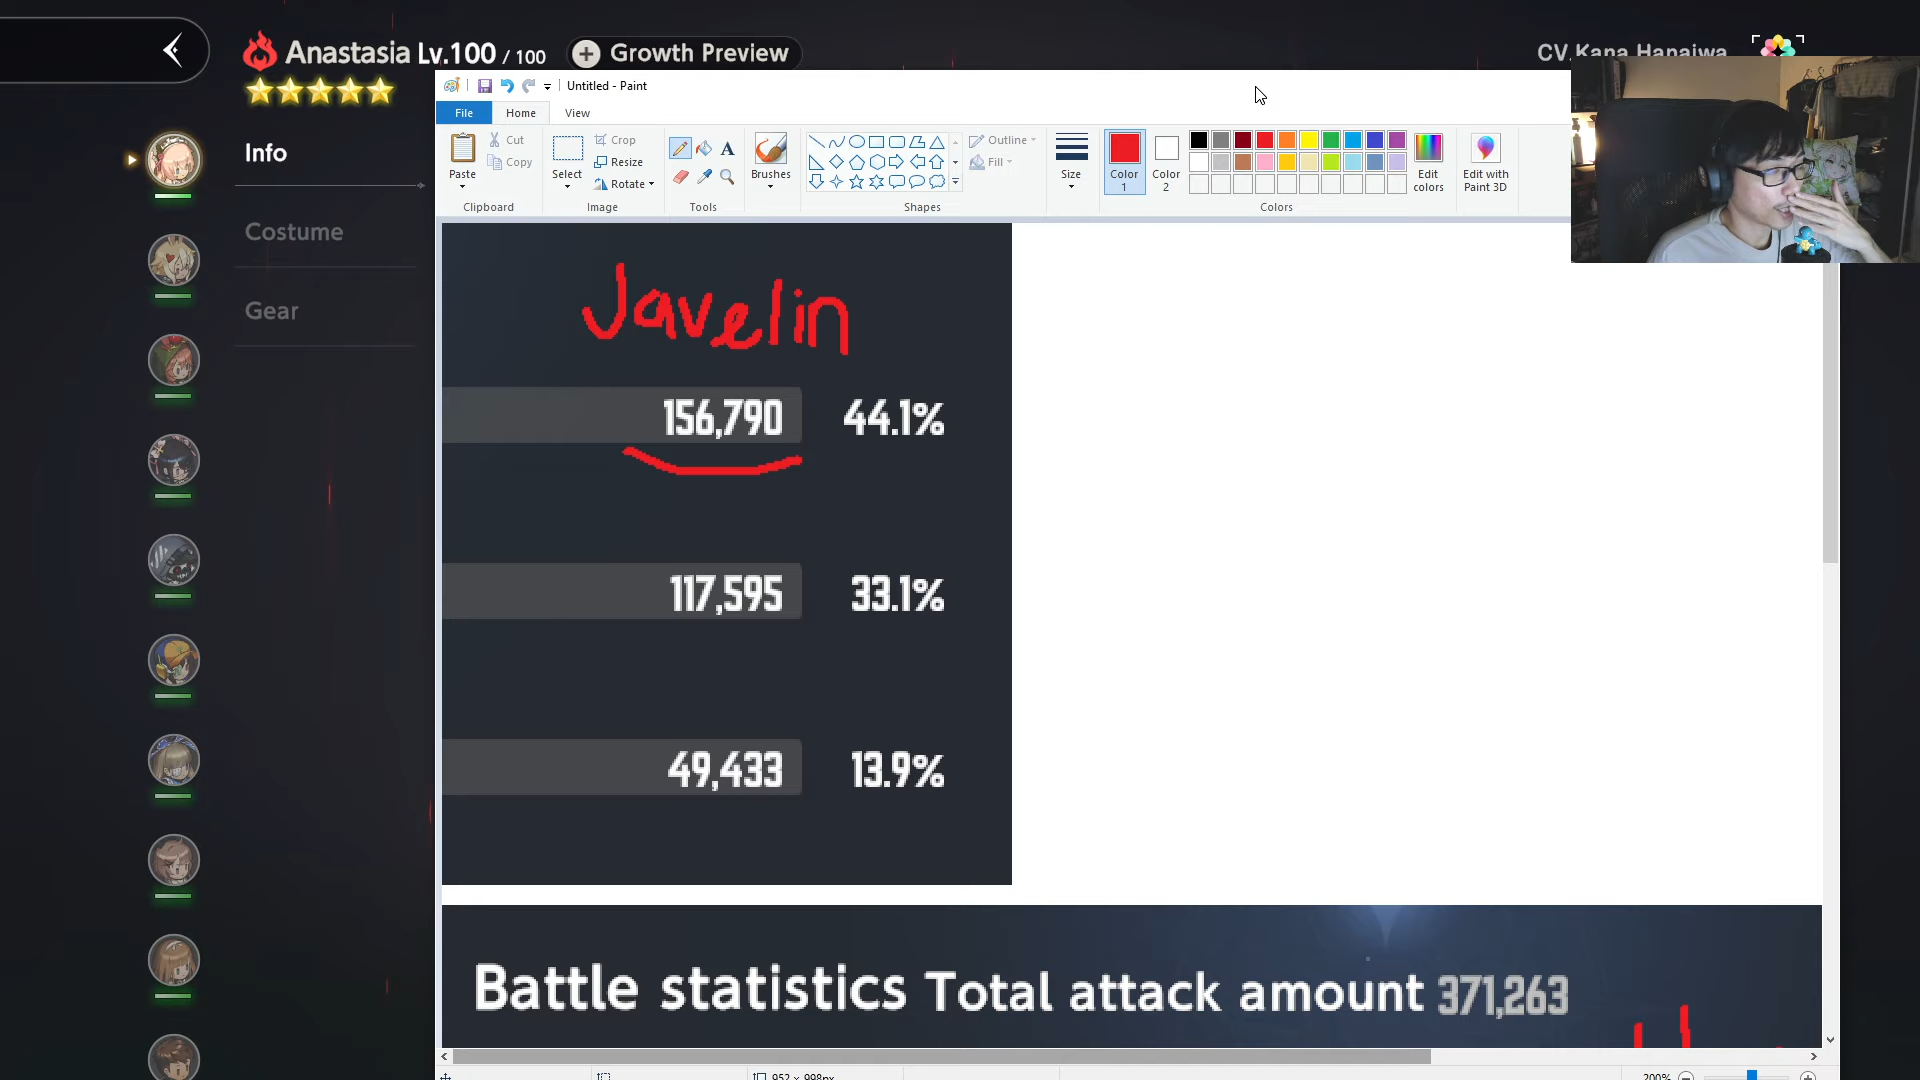 Anastasia Lv.100 / 100
Growth Preview
CV.Kana Hanaiwa
Info
Costume
Gear
Untitled - Paint
File
Home
View
Paste
Cut
Copy
Clipboard
Select
Crop
Resize
Rotate
Image
Tools
Brushes
Shapes
Outline
Fill
Size
Color 1
Color 2
Edit colors
Edit with Paint 3D
Colors
Javelin
156,790 44.1%
117,595 33.1%
49,433 13.9%
Battle statistics Total attack amount 371,263
952 × 998px
200%